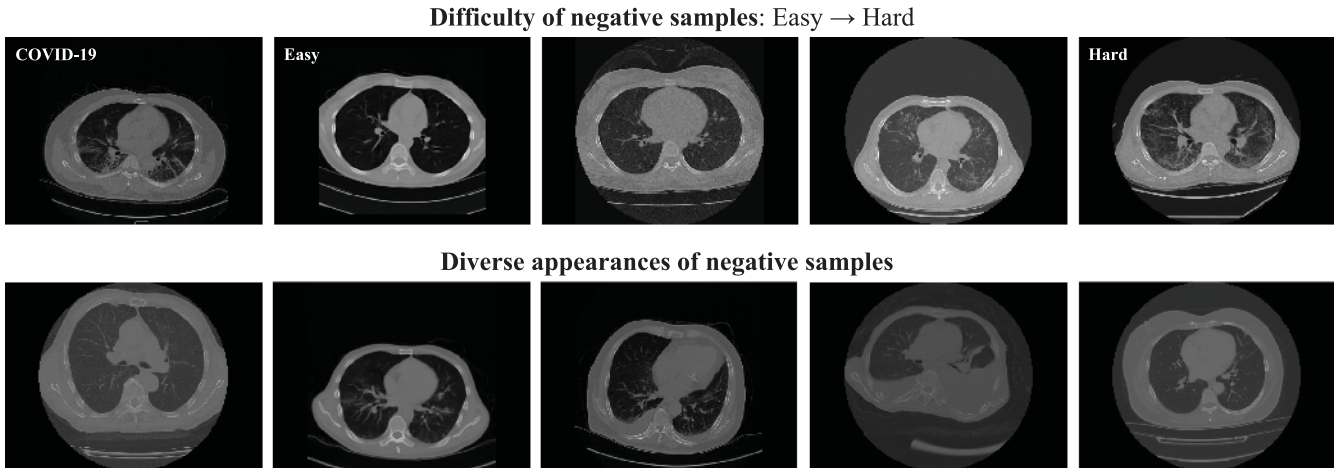 Difficulty of negative samples: Easy → Hard
COVID-19
Easy
Hard
Diverse appearances of negative samples